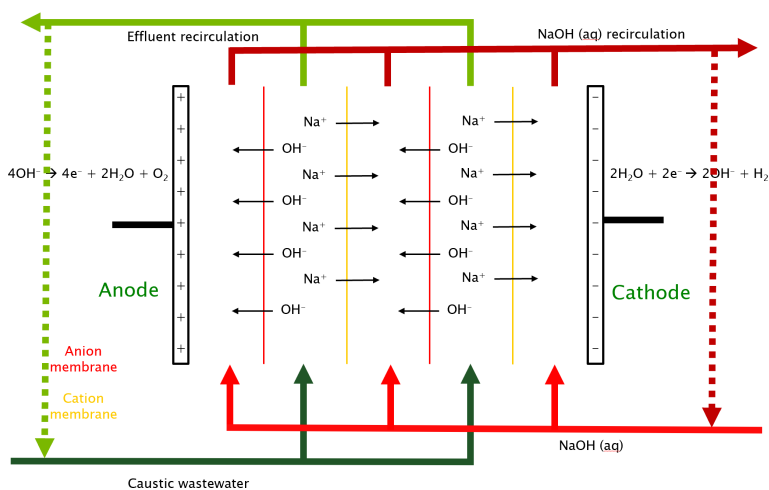 Effluent recirculation
NaOH (aq) recirculation
+ −
Na⁺ Na⁺
+ −
OH⁻ OH⁻
+ −
4OH⁻ → 4e⁻ + 2H₂O + O₂
Na⁺ Na⁺
2H₂O + 2e⁻ → 2OH⁻ + H₂
+ −
OH⁻ OH⁻
+ −
Na⁺ Na⁺
+ −
OH⁻ OH⁻
+ −
Na⁺ Na⁺
Anode
Cathode
+ −
OH⁻ OH⁻
+ −
Anion
membrane
Cation
membrane
NaOH (aq)
Caustic wastewater